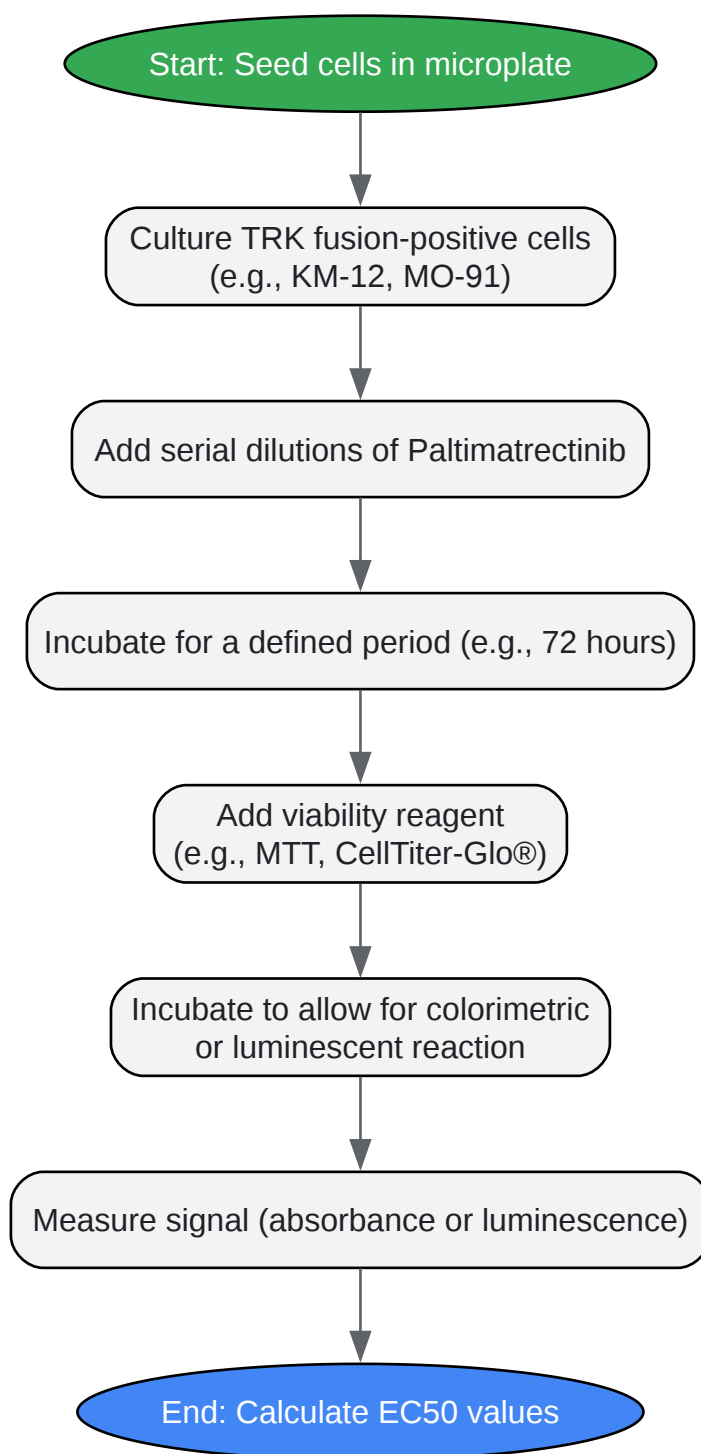 Start: Seed cells in microplate
Culture TRK fusion-positive cells
(e.g., KM-12, MO-91)
Add serial dilutions of Paltimatrectinib
Incubate for a defined period (e.g., 72 hours)
Add viability reagent
(e.g., MTT, CellTiter-Glo®)
Incubate to allow for colorimetric
or luminescent reaction
Measure signal (absorbance or luminescence)
End: Calculate EC50 values